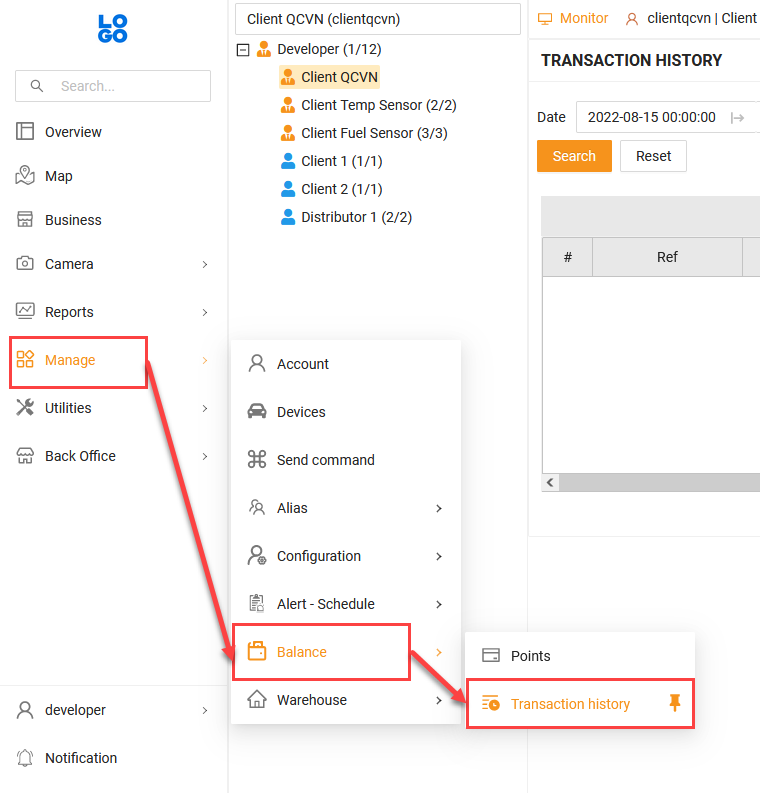 LO
GO
Search...
Overview
Map
Business
Camera
Reports
Manage
Utilities
Back Office
developer
Notification
Client QCVN (clientqcvn)
Developer (1/12)
Client QCVN
Client Temp Sensor (2/2)
Client Fuel Sensor (3/3)
Client 1 (1/1)
Client 2 (1/1)
Distributor 1 (2/2)
Account
Devices
Send command
Alias
Configuration
Alert - Schedule
Balance
Warehouse
Points
Transaction history
Monitor
clientqcvn | Client
TRANSACTION HISTORY
Date 2022-08-15 00:00:00
Search Reset
# Ref